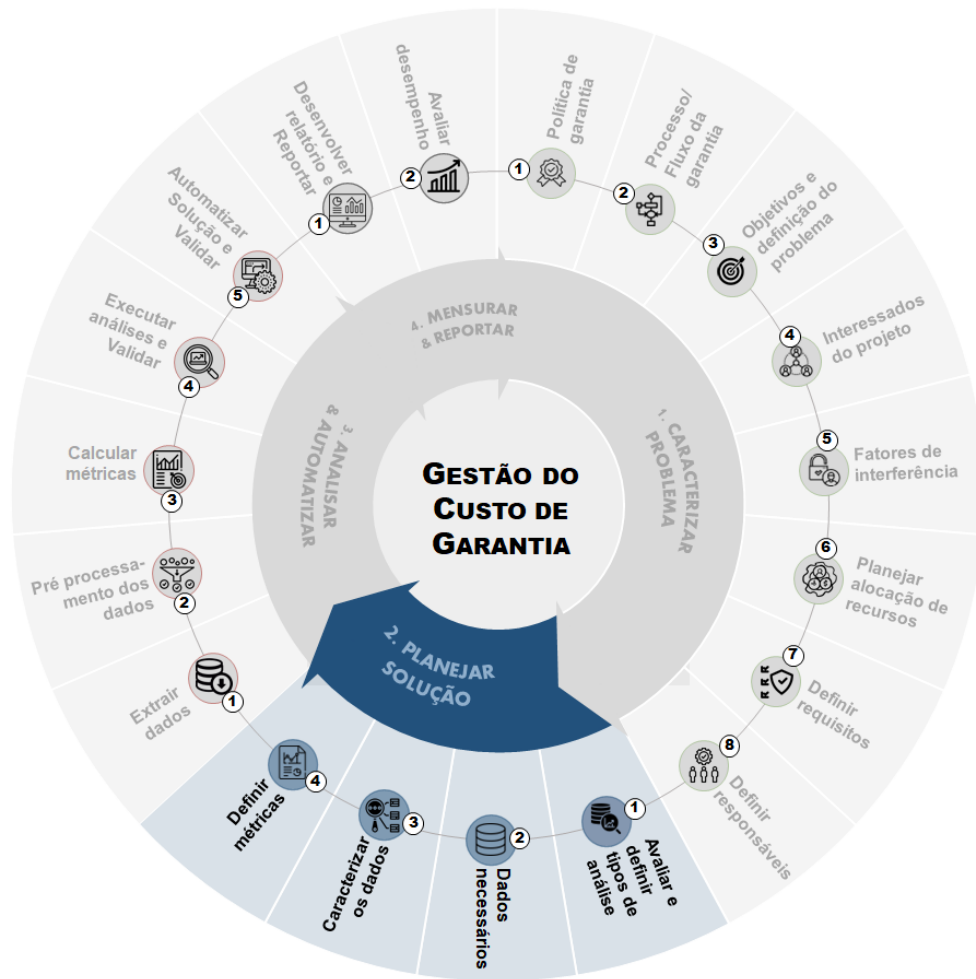 GESTÃO DO
CUSTO DE
GARANTIA
1. CARACTERIZAR
PROBLEMA
1
Política de
garantia
2
Processo/
Fluxo da
garantia
3
Objetivos e
definição do
problema
4
Interessados
do projeto
5
Fatores de
interferência
6
Planejar
alocação de
recursos
7
Definir
requisitos
8
Definir
responsáveis
2. PLANEJAR
SOLUÇÃO
1
Avaliar e
definir
tipos de
análise
2
Dados
necessários
3
Caracterizar
os dados
4
Definir
métricas
3. ANALISAR
& AUTOMATIZAR
1
Extrair
dados
2
Pré processa-
mento dos
dados
3
Calcular
métricas
4
Executar
análises e
Validar
5
Automatizar
Solução e
Validar
4. MENSURAR
& REPORTAR
1
Desenvolver
relatório e
Reportar
2
Avaliar
desempenho